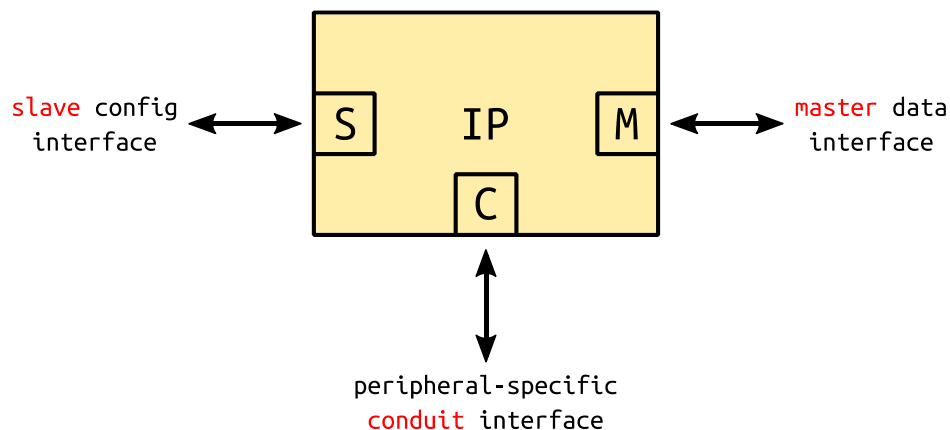 slave config
interface
S
IP
M
master data
interface
C
peripheral-specific
conduit interface